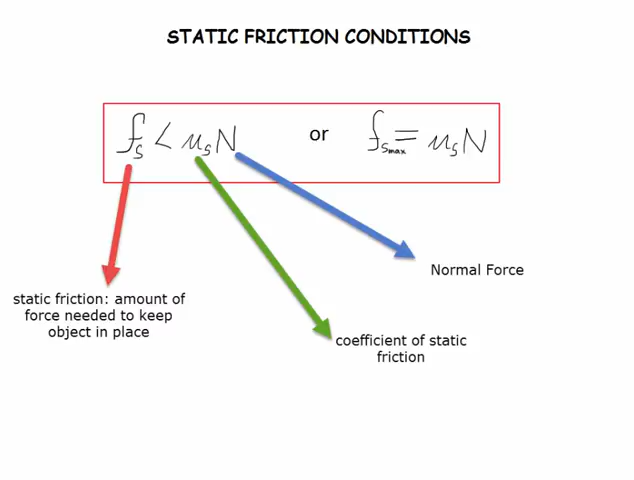 STATIC FRICTION CONDITIONS
fₛ < μₛN or fₛₘₐₓ = μₛN
Normal Force
static friction: amount of
force needed to keep
object in place
coefficient of static
friction